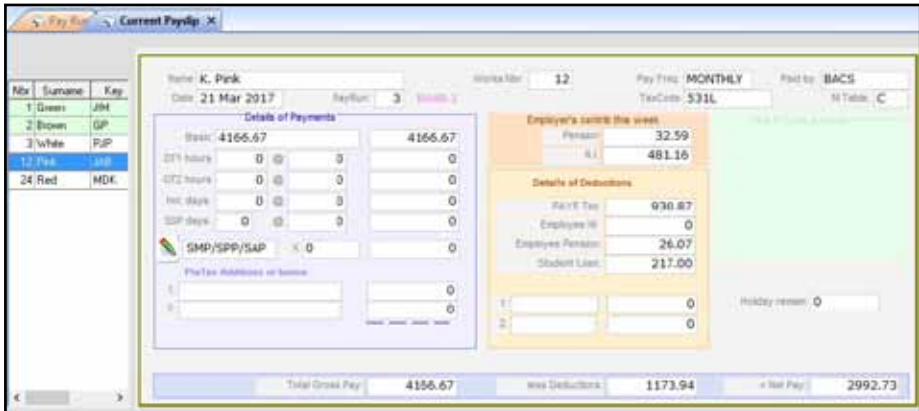 Pay Run Current Payslip ×
Nbr Surname Key
1 Green JIM
2 Brown GP
3 White PJP
12 Pink JAB
24 Red MDK
Name K. Pink Works Nbr 12 Pay Freq MONTHLY Paid by BACS
Date 21 Mar 2017 PayRun 3 TaxCode 531L NI Table C
Details of Payments
Basic 4166.67 4166.67
OT1 hours 0 @ 0 0
OT2 hours 0 @ 0 0
Hol. days 0 @ 0 0
SSP days 0 @ 0 0
SMP/SPP/SAP X 0 0
PreTax Additions or bonus
1 0
2 0
Employer's contrib this week
Pension 32.59
N.I. 481.16
Details of Deductions
PAYE Tax 930.87
Employee NI 0
Employee Pension 26.07
Student Loan 217.00
1 0
2 0
Holiday remain 0
Total Gross Pay 4166.67 less Deductions 1173.94 = Net Pay 2992.73